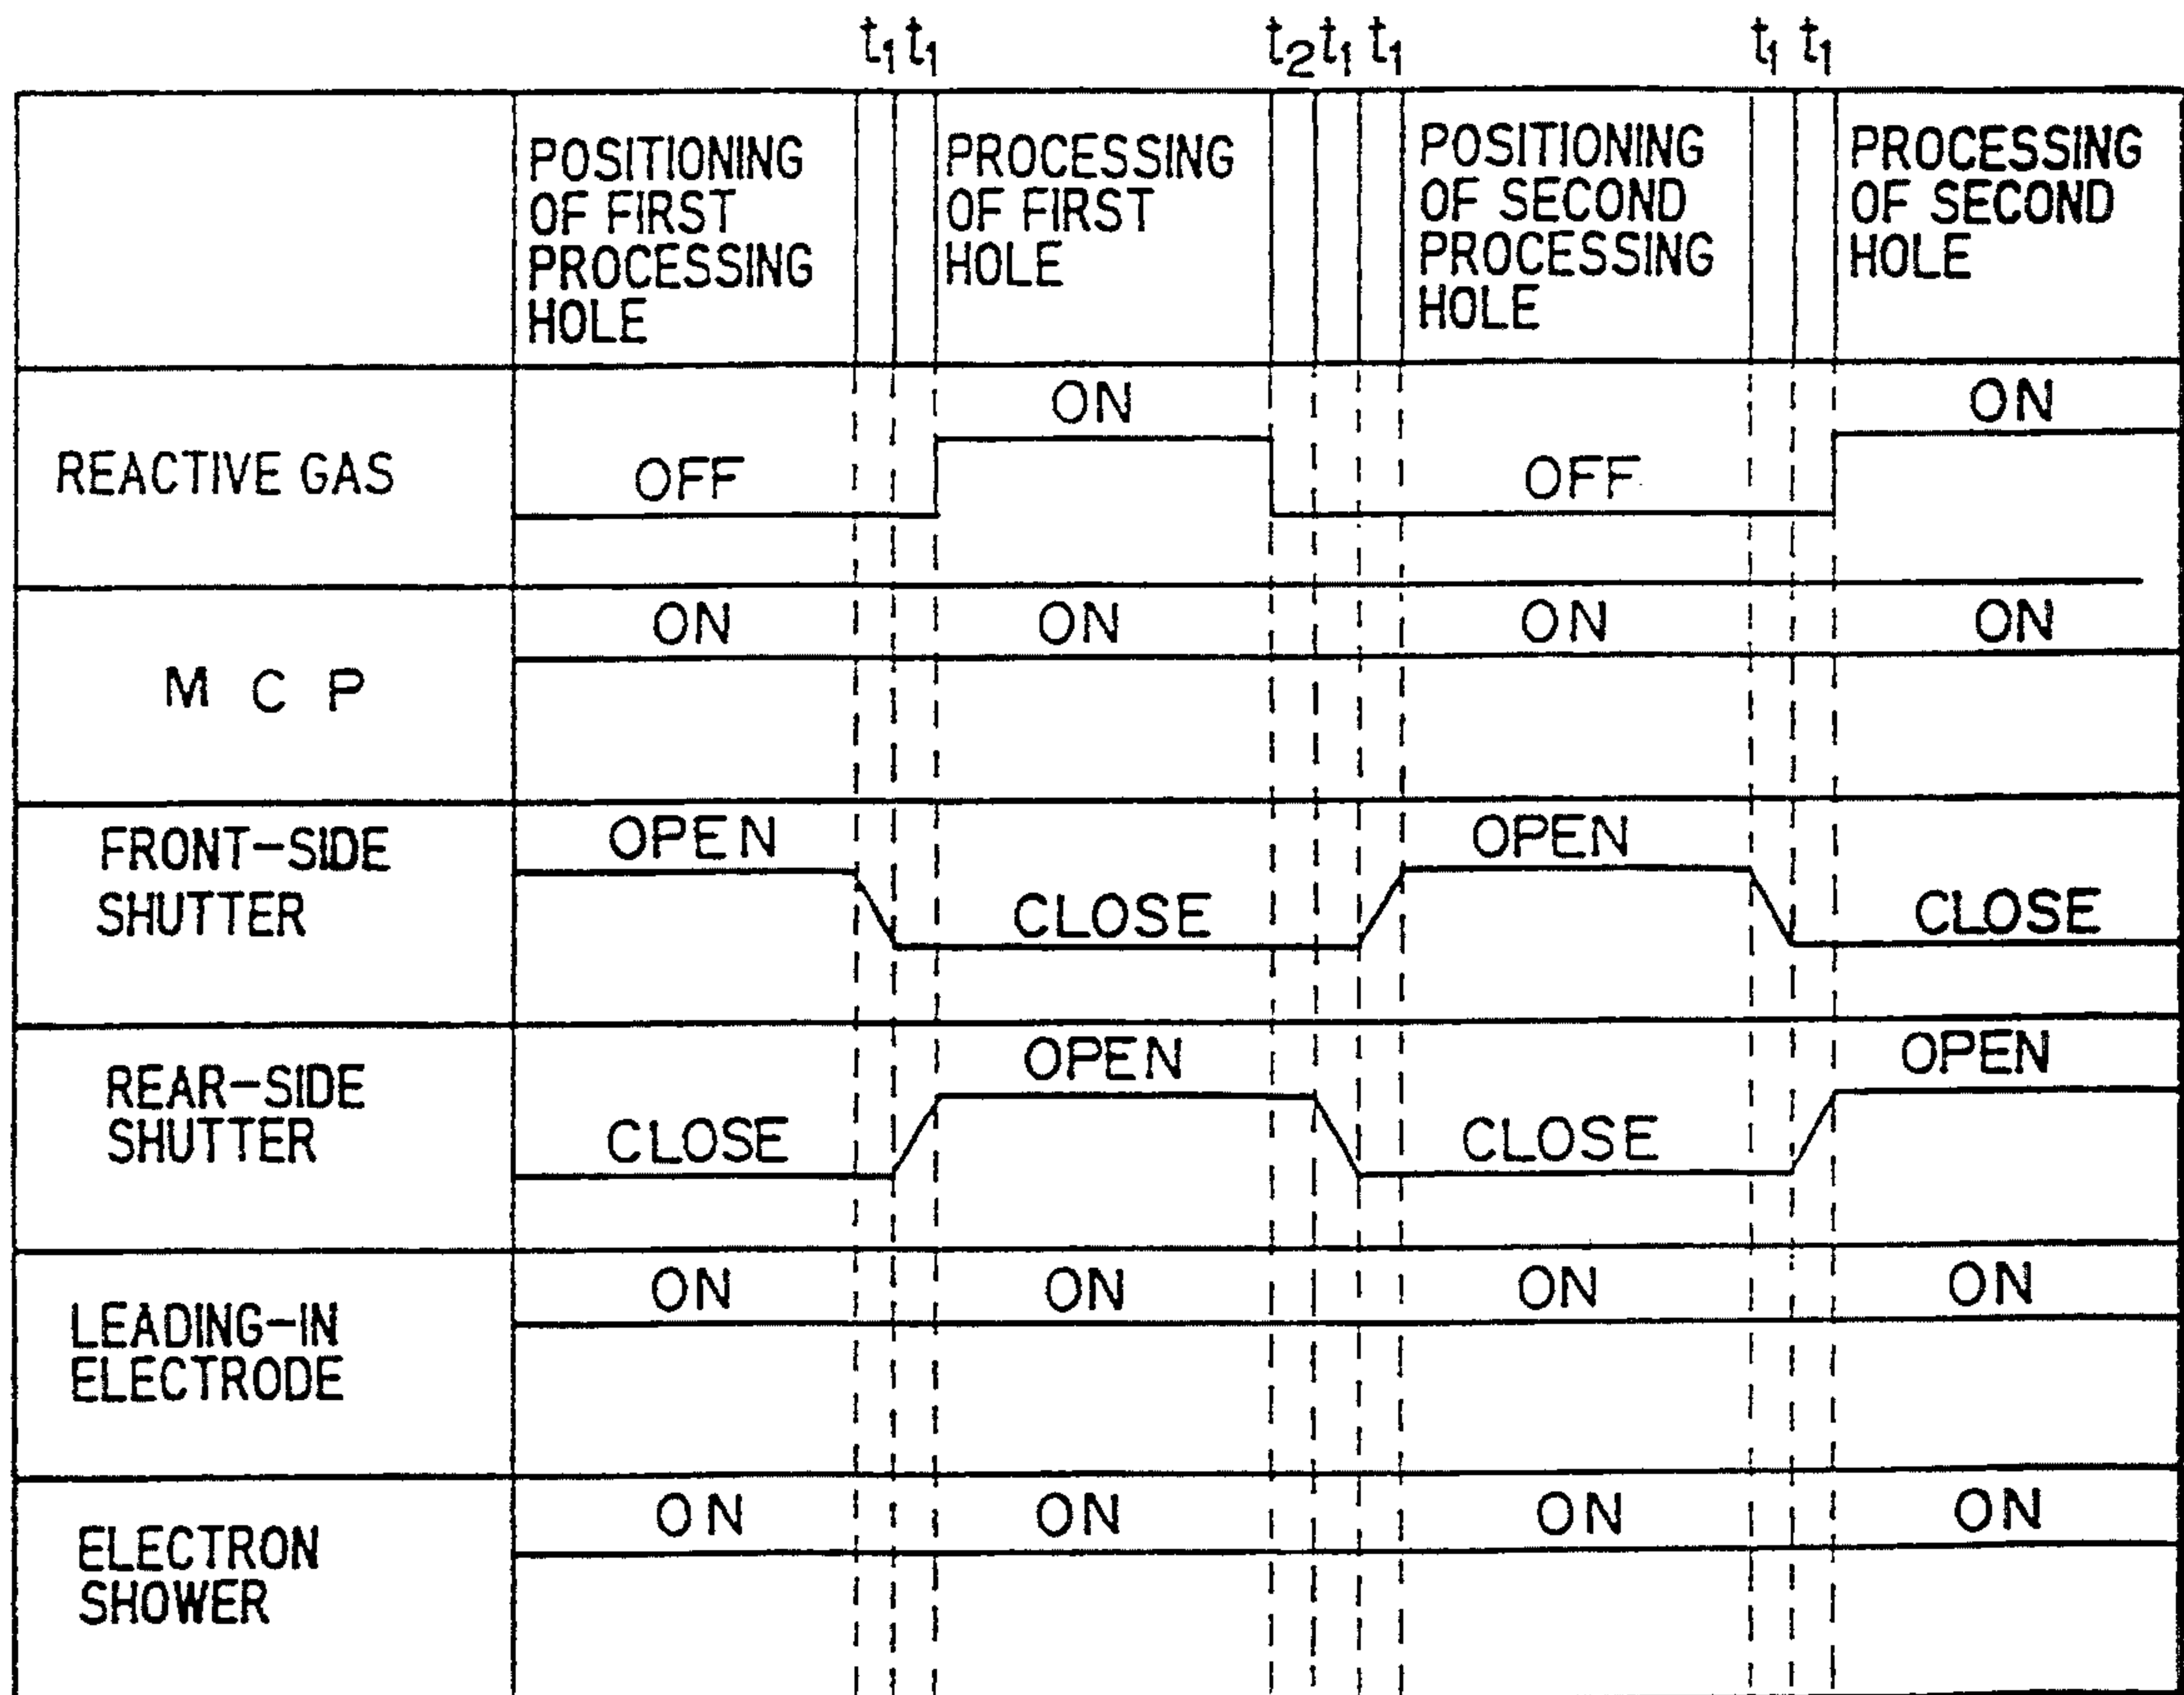 t1 t1 t2 t1 t1 t1 t1
POSITIONING
OF FIRST
PROCESSING
HOLE
PROCESSING
OF FIRST
HOLE
POSITIONING
OF SECOND
PROCESSING
HOLE
PROCESSING
OF SECOND
HOLE
REACTIVE GAS
OFF
ON
OFF
ON
M C P
ON
ON
ON
ON
FRONT-SIDE
SHUTTER
OPEN
CLOSE
OPEN
CLOSE
REAR-SIDE
SHUTTER
CLOSE
OPEN
CLOSE
OPEN
LEADING-IN
ELECTRODE
ON
ON
ON
ON
ELECTRON
SHOWER
ON
ON
ON
ON